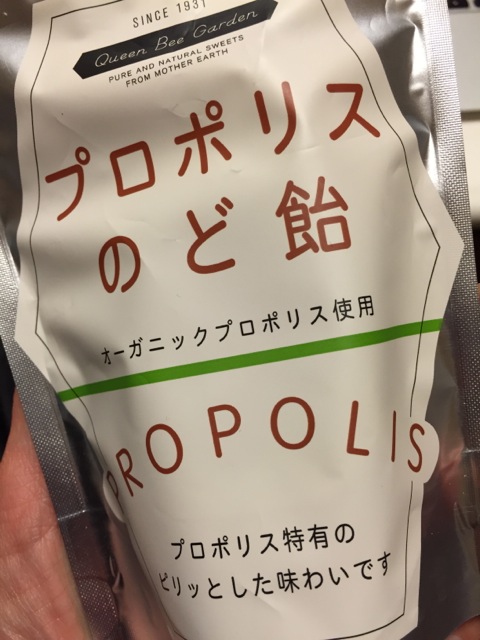 SINCE 1931
Queen Bee Garden
PURE AND NATURAL SWEETS
FROM MOTHER EARTH
プロポリス
のど飴
オーガニックプロポリス使用
PROPOLIS
プロポリス特有の
ピリッとした味わいです